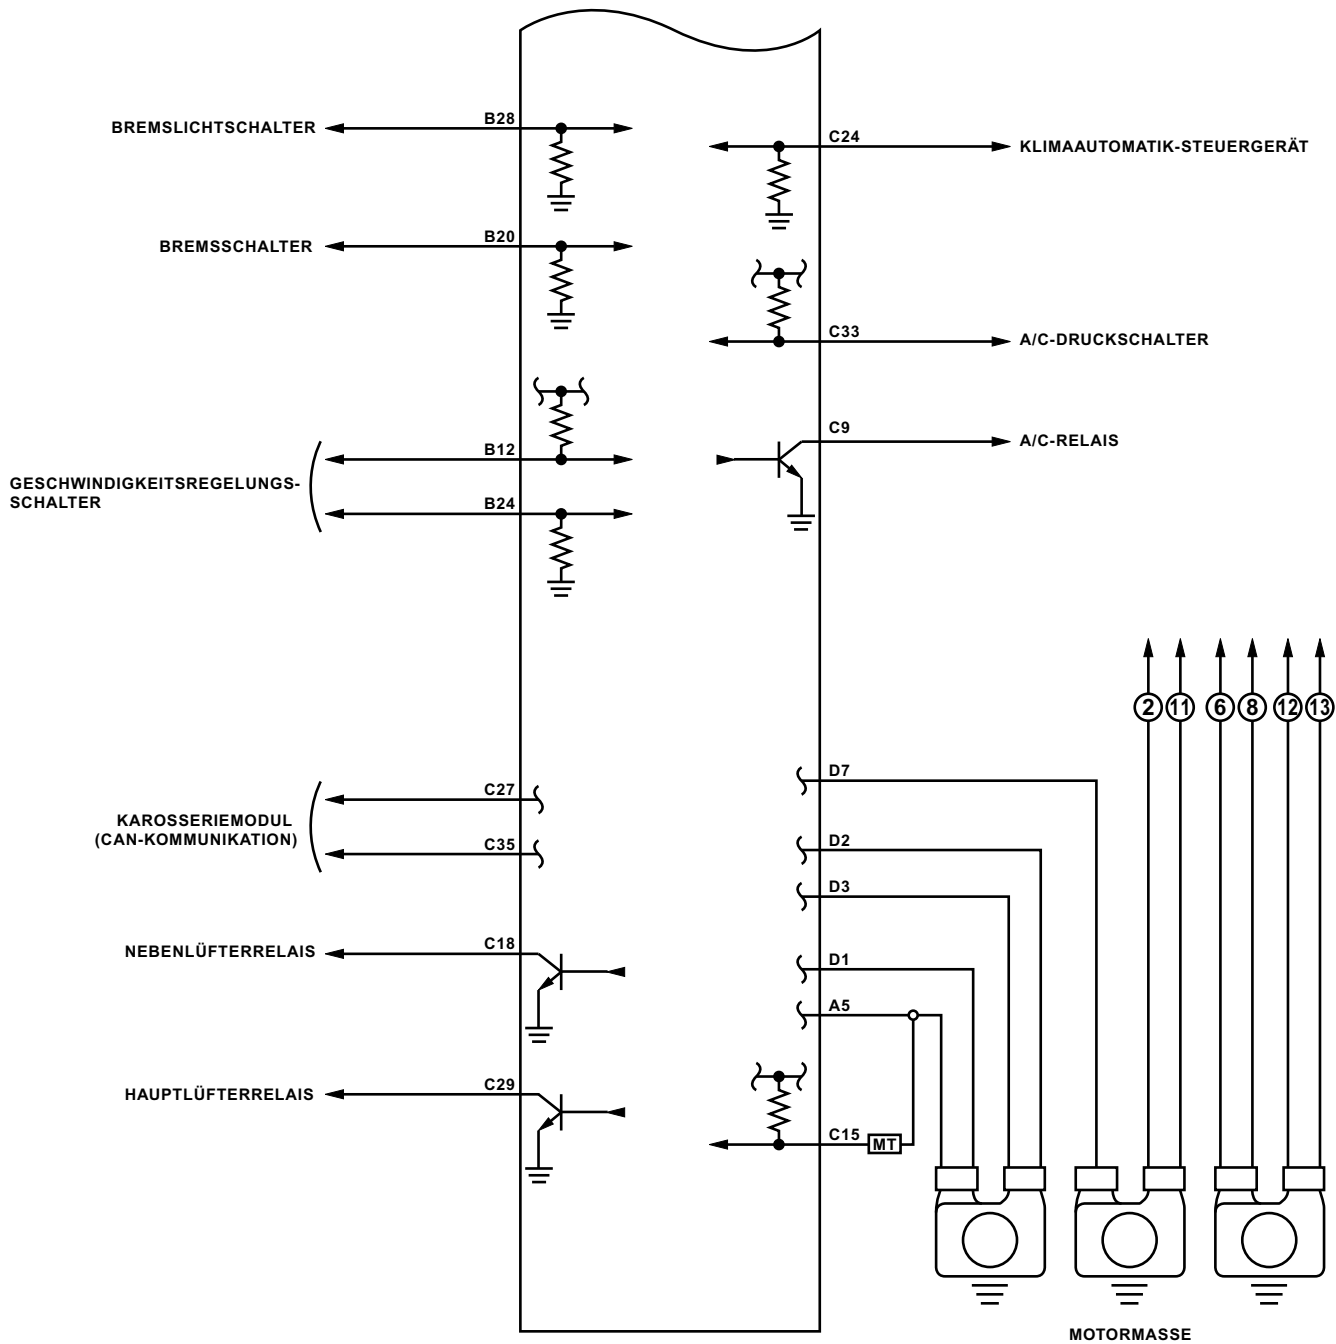 B28
BREMSLICHTSCHALTER
C24
KLIMAAUTOMATIK-STEUERGERÄT
B20
BREMSSCHALTER
C33
A/C-DRUCKSCHALTER
C9
A/C-RELAIS
B12
GESCHWINDIGKEITSREGELUNGS-
SCHALTER
B24
2 11 6 8 12 13
D7
C27
KAROSSERIEMODUL
(CAN-KOMMUNIKATION)
C35
D2
D3
C18
NEBENLÜFTERRELAIS
D1
A5
C29
HAUPTLÜFTERRELAIS
C15
MT
MOTORMASSE